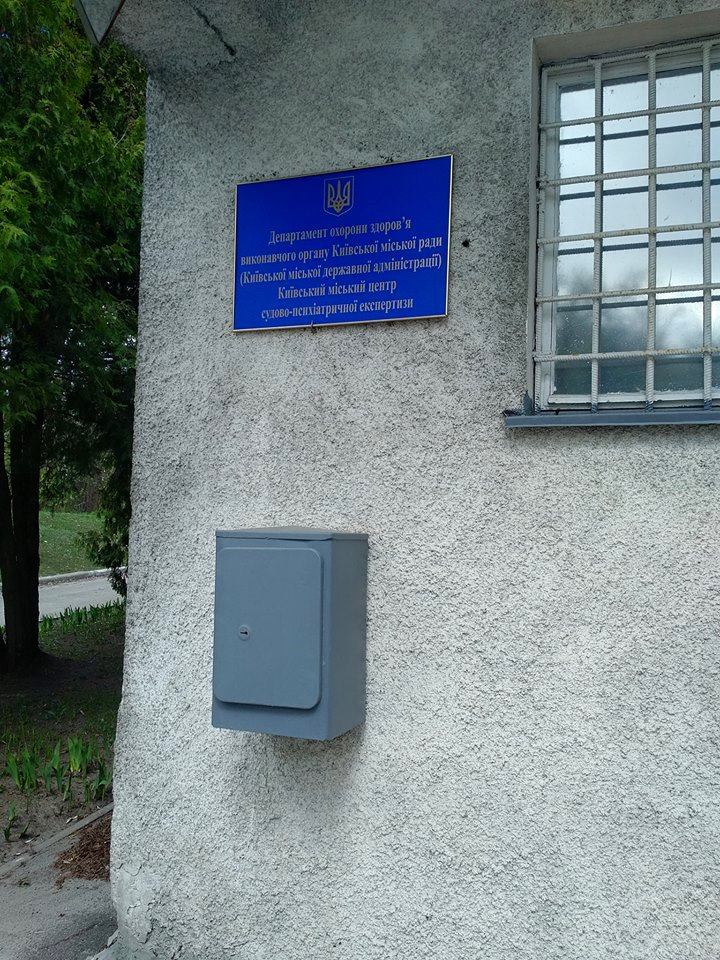 Департамент охорони здоров’я
виконавчого органу Київської міської ради
(Київської міської державної адміністрації)
Київський міський центр
судово-психіатричної експертизи